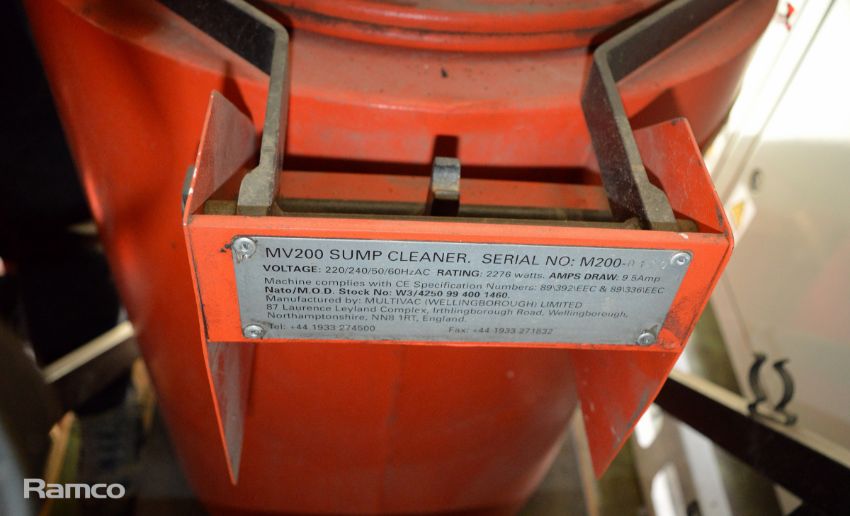 MV200 SUMP CLEANER. SERIAL NO: M200-
VOLTAGE: 220/240/50/60HzAC RATING: 2276 watts. AMPS DRAW: 9.5Amp
Machine complies with CE Specification Numbers: 89\392\EEC & 89\336\EEC
Nato/M.O.D. Stock No: W3/4250 99 400 1460.
Manufactured by: MULTIVAC (WELLINGBOROUGH) LIMITED
87 Laurence Leyland Complex, Irthlingborough Road, Wellingborough,
Northamptonshire, NN8 1RT, England.
Tel: +44 1933 274500 Fax: +44 1933 271832
Ramco